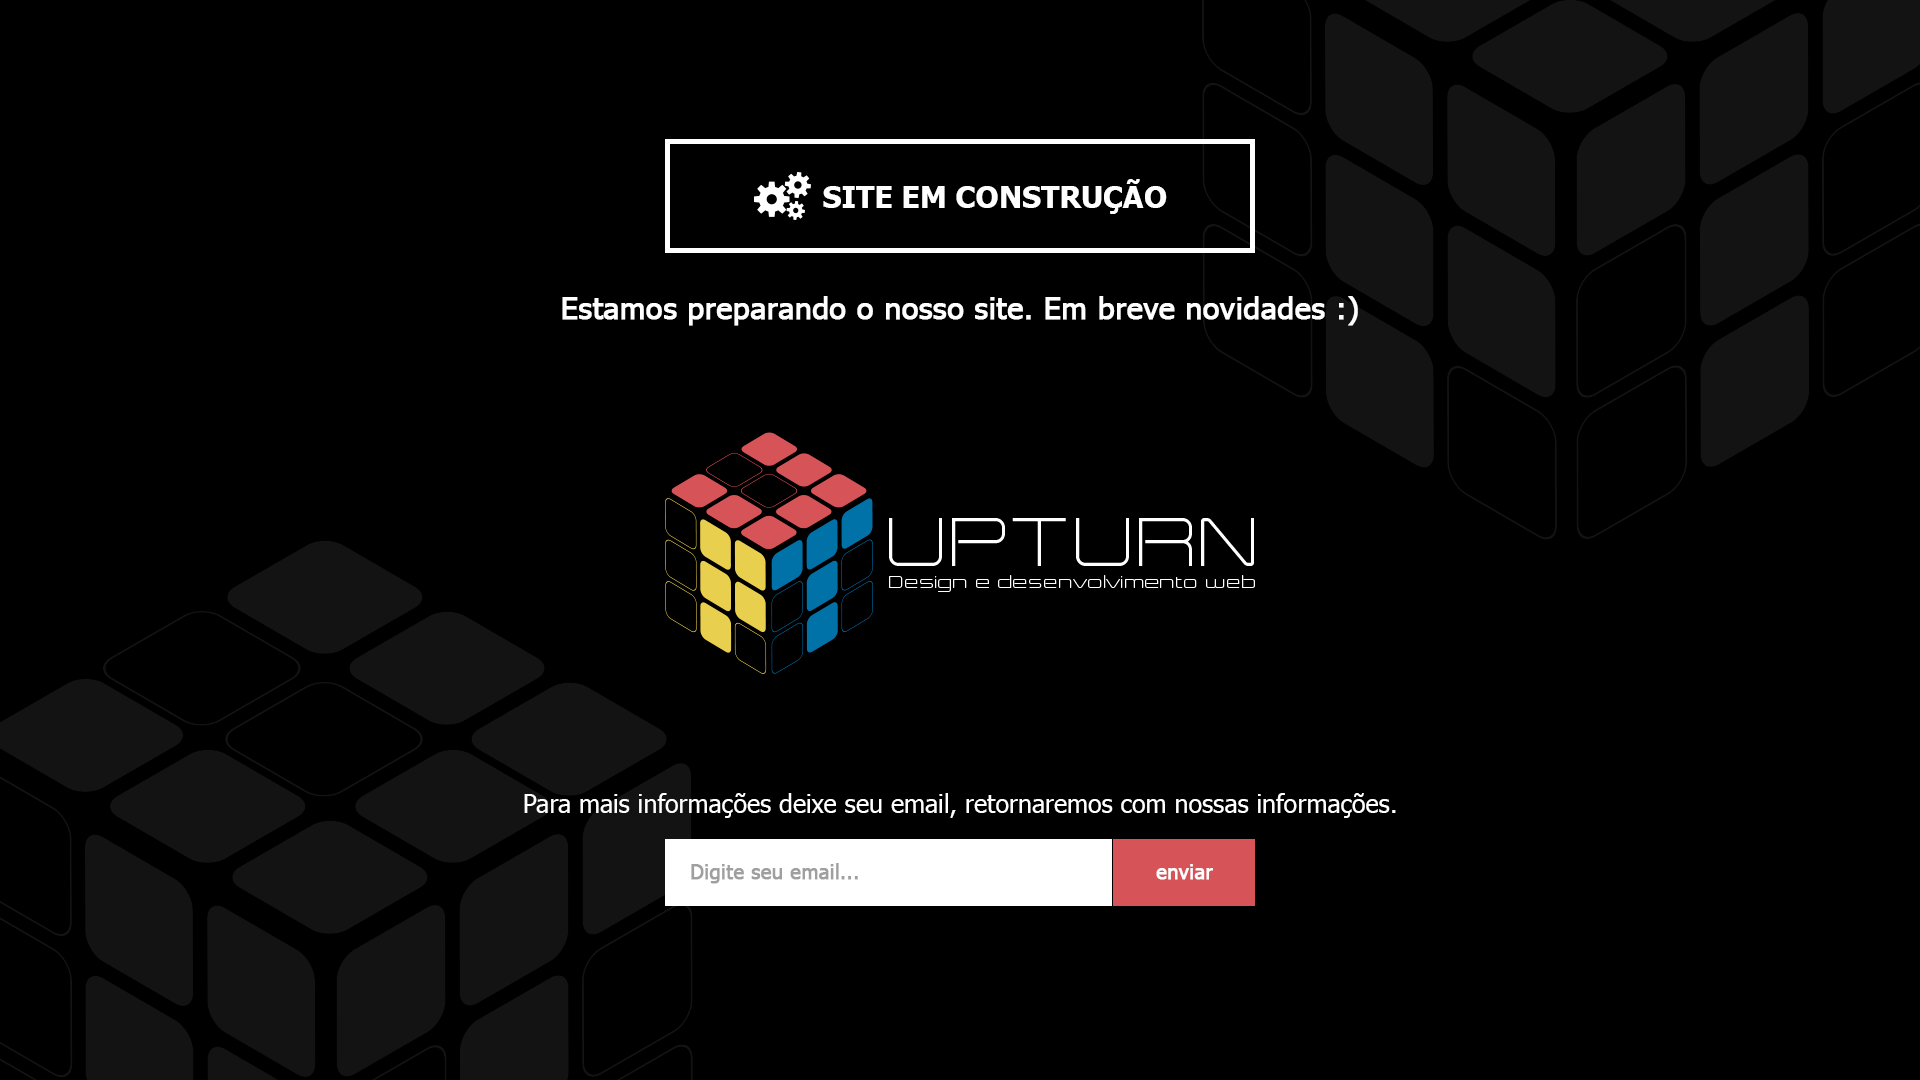 SITE EM CONSTRUÇÃO
Estamos preparando o nosso site. Em breve novidades :)
UPTURN
Design e desenvolvimento web
Para mais informações deixe seu email, retornaremos com nossas informações.
Digite seu email...
enviar